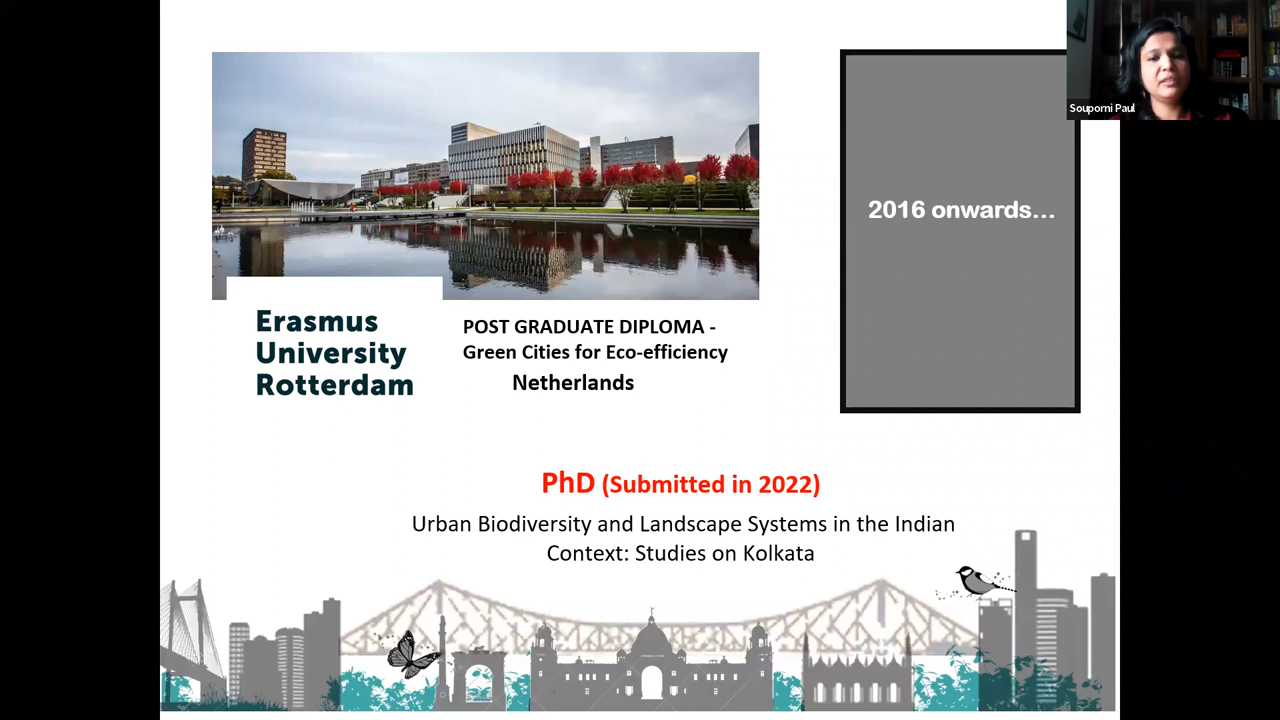 Souporni Paul
2016 onwards...
Erasmus
University
Rotterdam
POST GRADUATE DIPLOMA -
Green Cities for Eco-efficiency
Netherlands
PhD (Submitted in 2022)
Urban Biodiversity and Landscape Systems in the Indian
Context: Studies on Kolkata